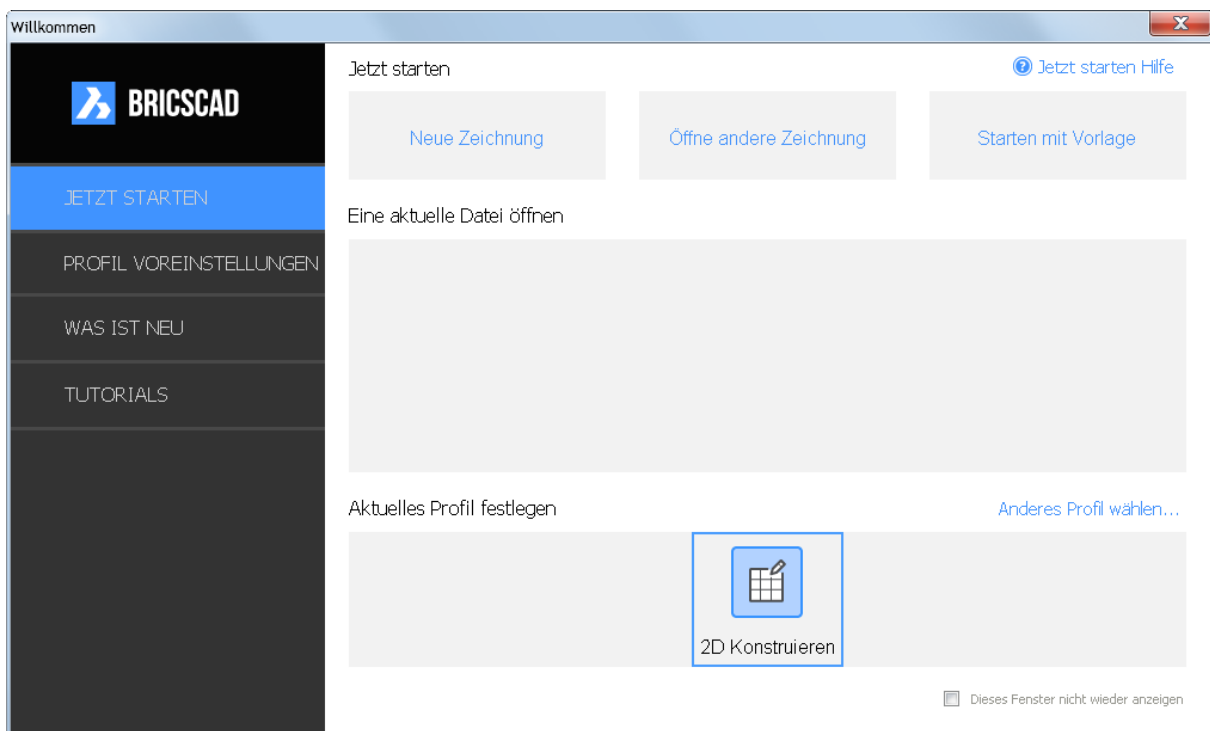 Willkommen
X
BRICSCAD
JETZT STARTEN
PROFIL VOREINSTELLUNGEN
WAS IST NEU
TUTORIALS
Jetzt starten
Jetzt starten Hilfe
Neue Zeichnung
Öffne andere Zeichnung
Starten mit Vorlage
Eine aktuelle Datei öffnen
Aktuelles Profil festlegen
Anderes Profil wählen...
2D Konstruieren
Dieses Fenster nicht wieder anzeigen